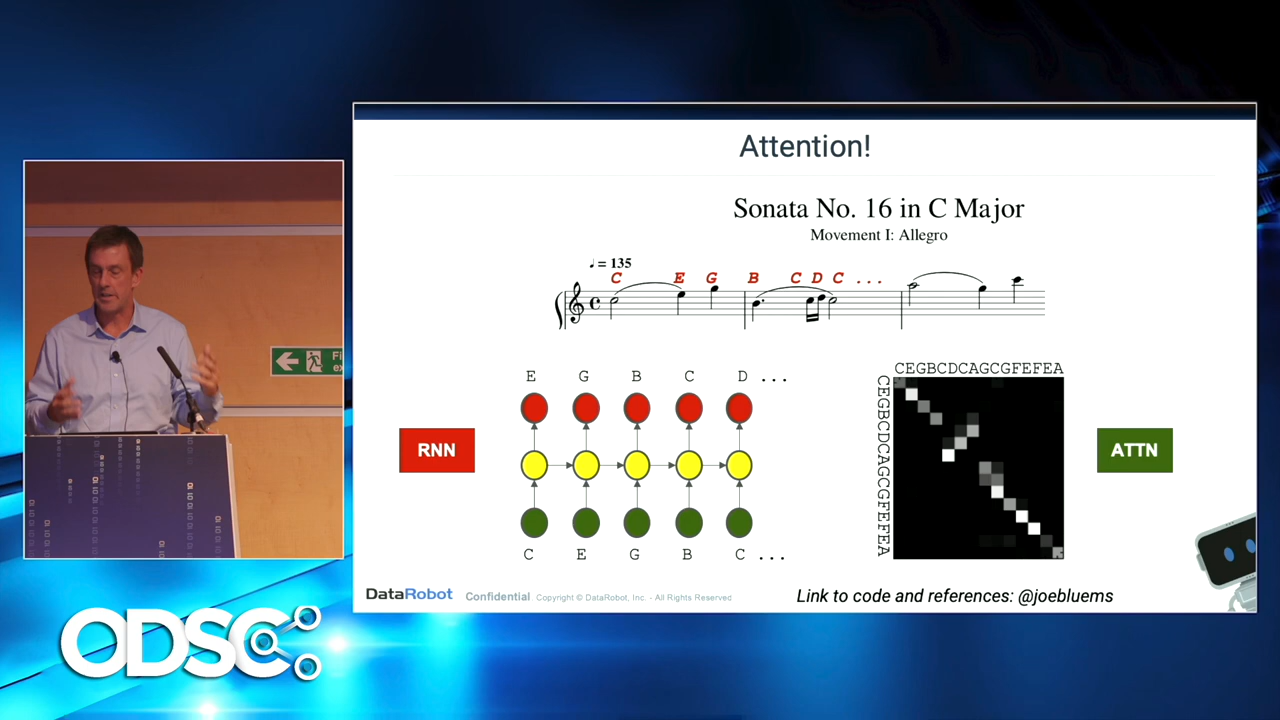 Attention!
Sonata No. 16 in C Major
Movement I: Allegro
♩ = 135
C E G B C D C ...
E G B C D ...
RNN
C E G B C ...
CEGBCDCAGCGFEFEA
CEGBCDCAGCGFEFEA
ATTN
DataRobot
Confidential Copyright © DataRobot, Inc. - All Rights Reserved
Link to code and references: @joebluems
ODSC